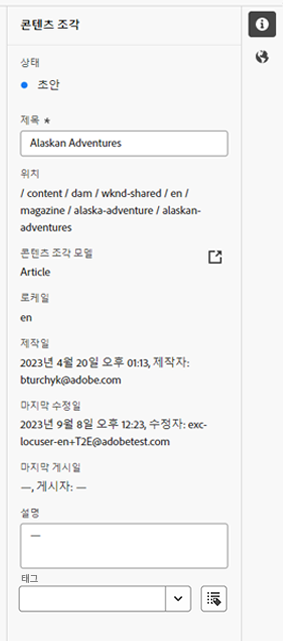 콘텐츠 조각
상태
초안
제목 *
Alaskan Adventures
위치
/ content / dam / wknd-shared / en /
magazine / alaska-adventure / alaskan-
adventures
콘텐츠 조각 모델
Article
로케일
en
제작일
2023년 4월 20일 오후 01:13, 제작자:
bturchyk@adobe.com
마지막 수정일
2023년 9월 8일 오후 12:23, 수정자: exc-
locuser-en+T2E@adobetest.com
마지막 게시일
—, 게시자: —
설명
—
태그